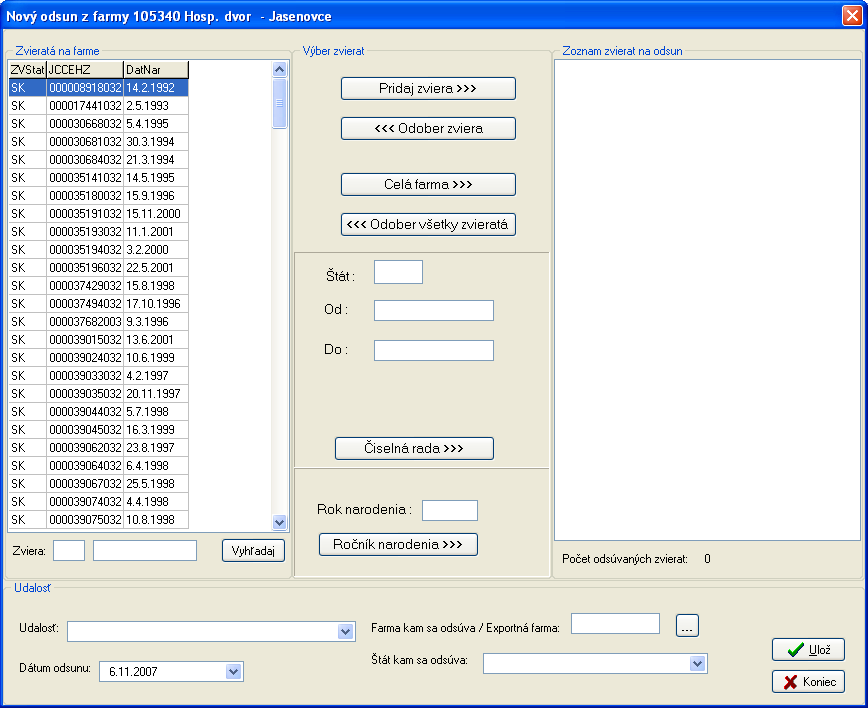 Nový odsun z farmy 105340 Hosp. dvor - Jasenovce
Zvieratá na farme
ZVStat JCCEHZ DatNar
SK 000008918032 14.2.1992
SK 000017441032 2.5.1993
SK 000030668032 5.4.1995
SK 000030681032 30.3.1994
SK 000030684032 21.3.1994
SK 000035141032 14.5.1995
SK 000035180032 15.9.1996
SK 000035191032 15.11.2000
SK 000035193032 11.1.2001
SK 000035194032 3.2.2000
SK 000035196032 22.5.2001
SK 000037429032 15.8.1998
SK 000037494032 17.10.1996
SK 000037682003 9.3.1996
SK 000039015032 13.6.2001
SK 000039024032 10.6.1999
SK 000039033032 4.2.1997
SK 000039035032 20.11.1997
SK 000039044032 5.7.1998
SK 000039045032 16.3.1999
SK 000039062032 23.8.1997
SK 000039064032 6.4.1998
SK 000039067032 25.5.1998
SK 000039074032 4.4.1998
SK 000039075032 10.8.1998
Zviera: Vyhľadaj
Výber zvierat
Pridaj zviera >>>
<<< Odober zviera
Celá farma >>>
<<< Odober všetky zvieratá
Štát :
Od :
Do :
Čiselná rada >>>
Rok narodenia :
Ročník narodenia >>>
Zoznam zvierat na odsun
Počet odsúvaných zvierat: 0
Udalosť
Udalosť:
Dátum odsunu: 6.11.2007
Farma kam sa odsúva / Exportná farma: ...
Štát kam sa odsúva:
Ulož
Koniec